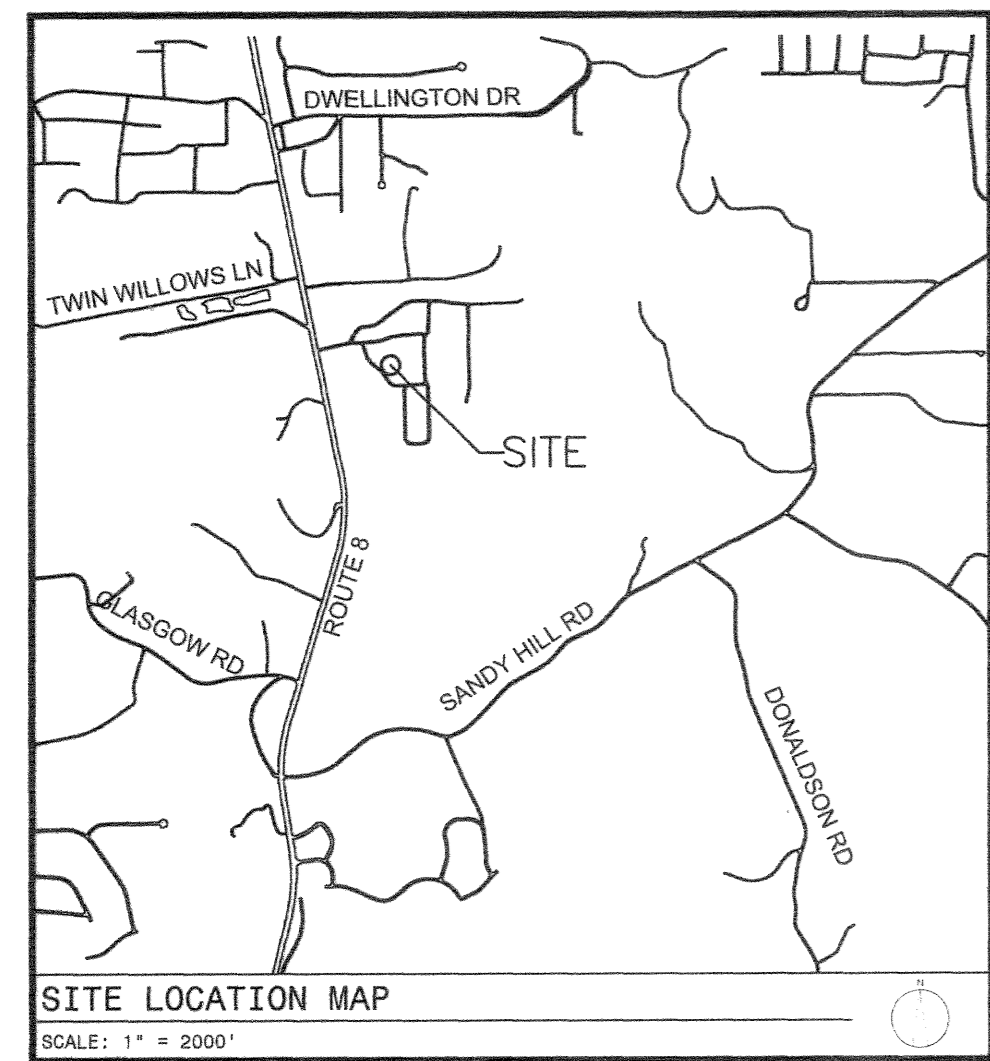 DWELLINGTON DR
TWIN WILLOWS LN
SITE
ROUTE 8
GLASGOW RD
SANDY HILL RD
DONALDSON RD
SITE LOCATION MAP
N
SCALE: 1" = 2000'